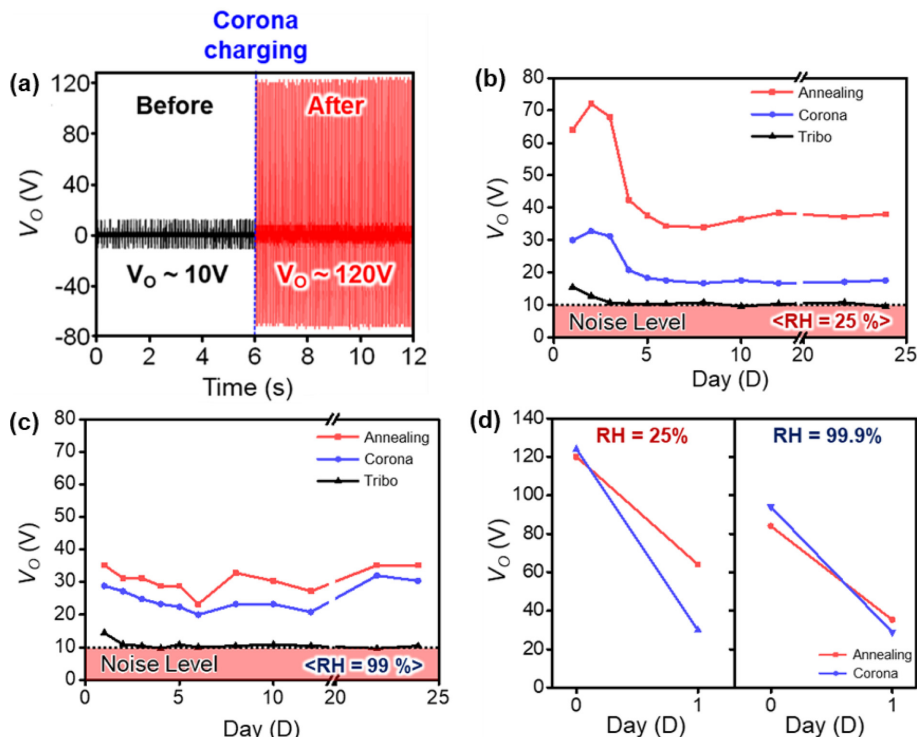 Corona
charging
(a)
Before
After
V_O (V)
120
80
40
0
-40
-80
V_O ~ 10V
V_O ~ 120V
0 2 4 6 8 10 12
Time (s)
(b)
V_O (V)
80
70
60
50
40
30
20
10
0
Annealing
Corona
Tribo
Noise Level
<RH = 25 %>
0 5 10 20 25
Day (D)
(c)
V_O (V)
80
70
60
50
40
30
20
10
0
Annealing
Corona
Tribo
Noise Level
<RH = 99 %>
0 5 10 20 25
Day (D)
(d)
V_O (V)
140
120
100
80
60
40
20
0
RH = 25%
RH = 99.9%
Annealing
Corona
0 1 0 1
Day (D) Day (D)